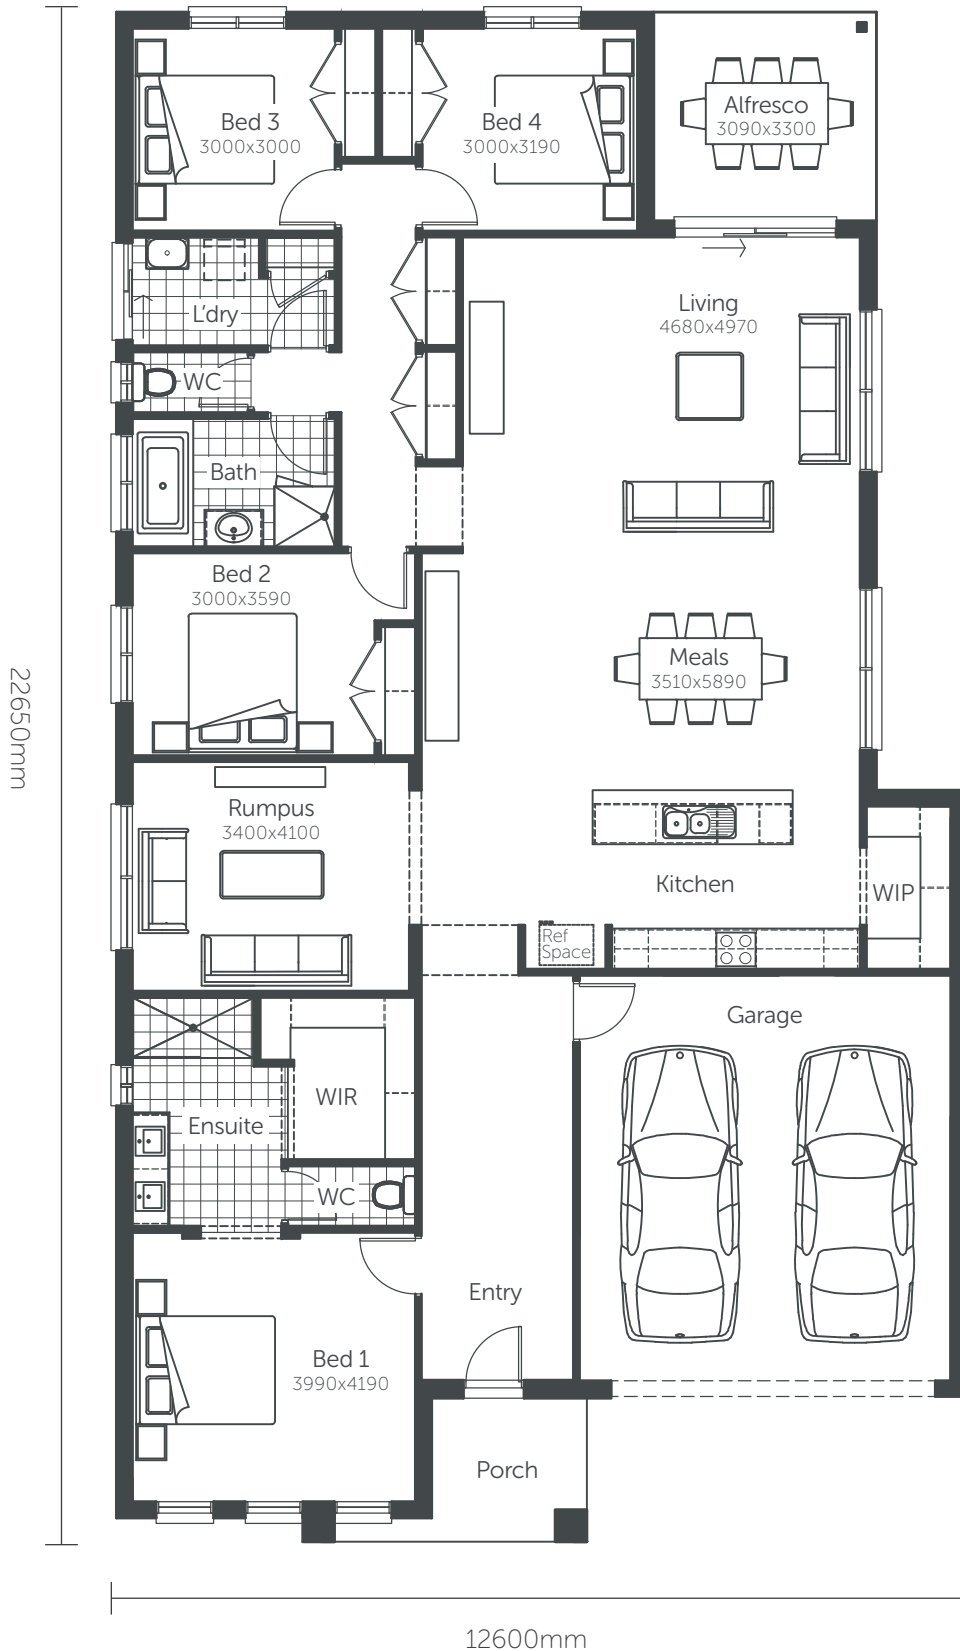 Bed 3
3000x3000
Bed 4
3000x3190
Alfresco
3090x3300
L'dry
Living
4680x4970
WC
Bath
Bed 2
3000x3590
Meals
3510x5890
22650mm
Rumpus
3400x4100
Kitchen
WIP
Ref
Space
Garage
WIR
Ensuite
WC
Entry
Bed 1
3990x4190
Porch
12600mm